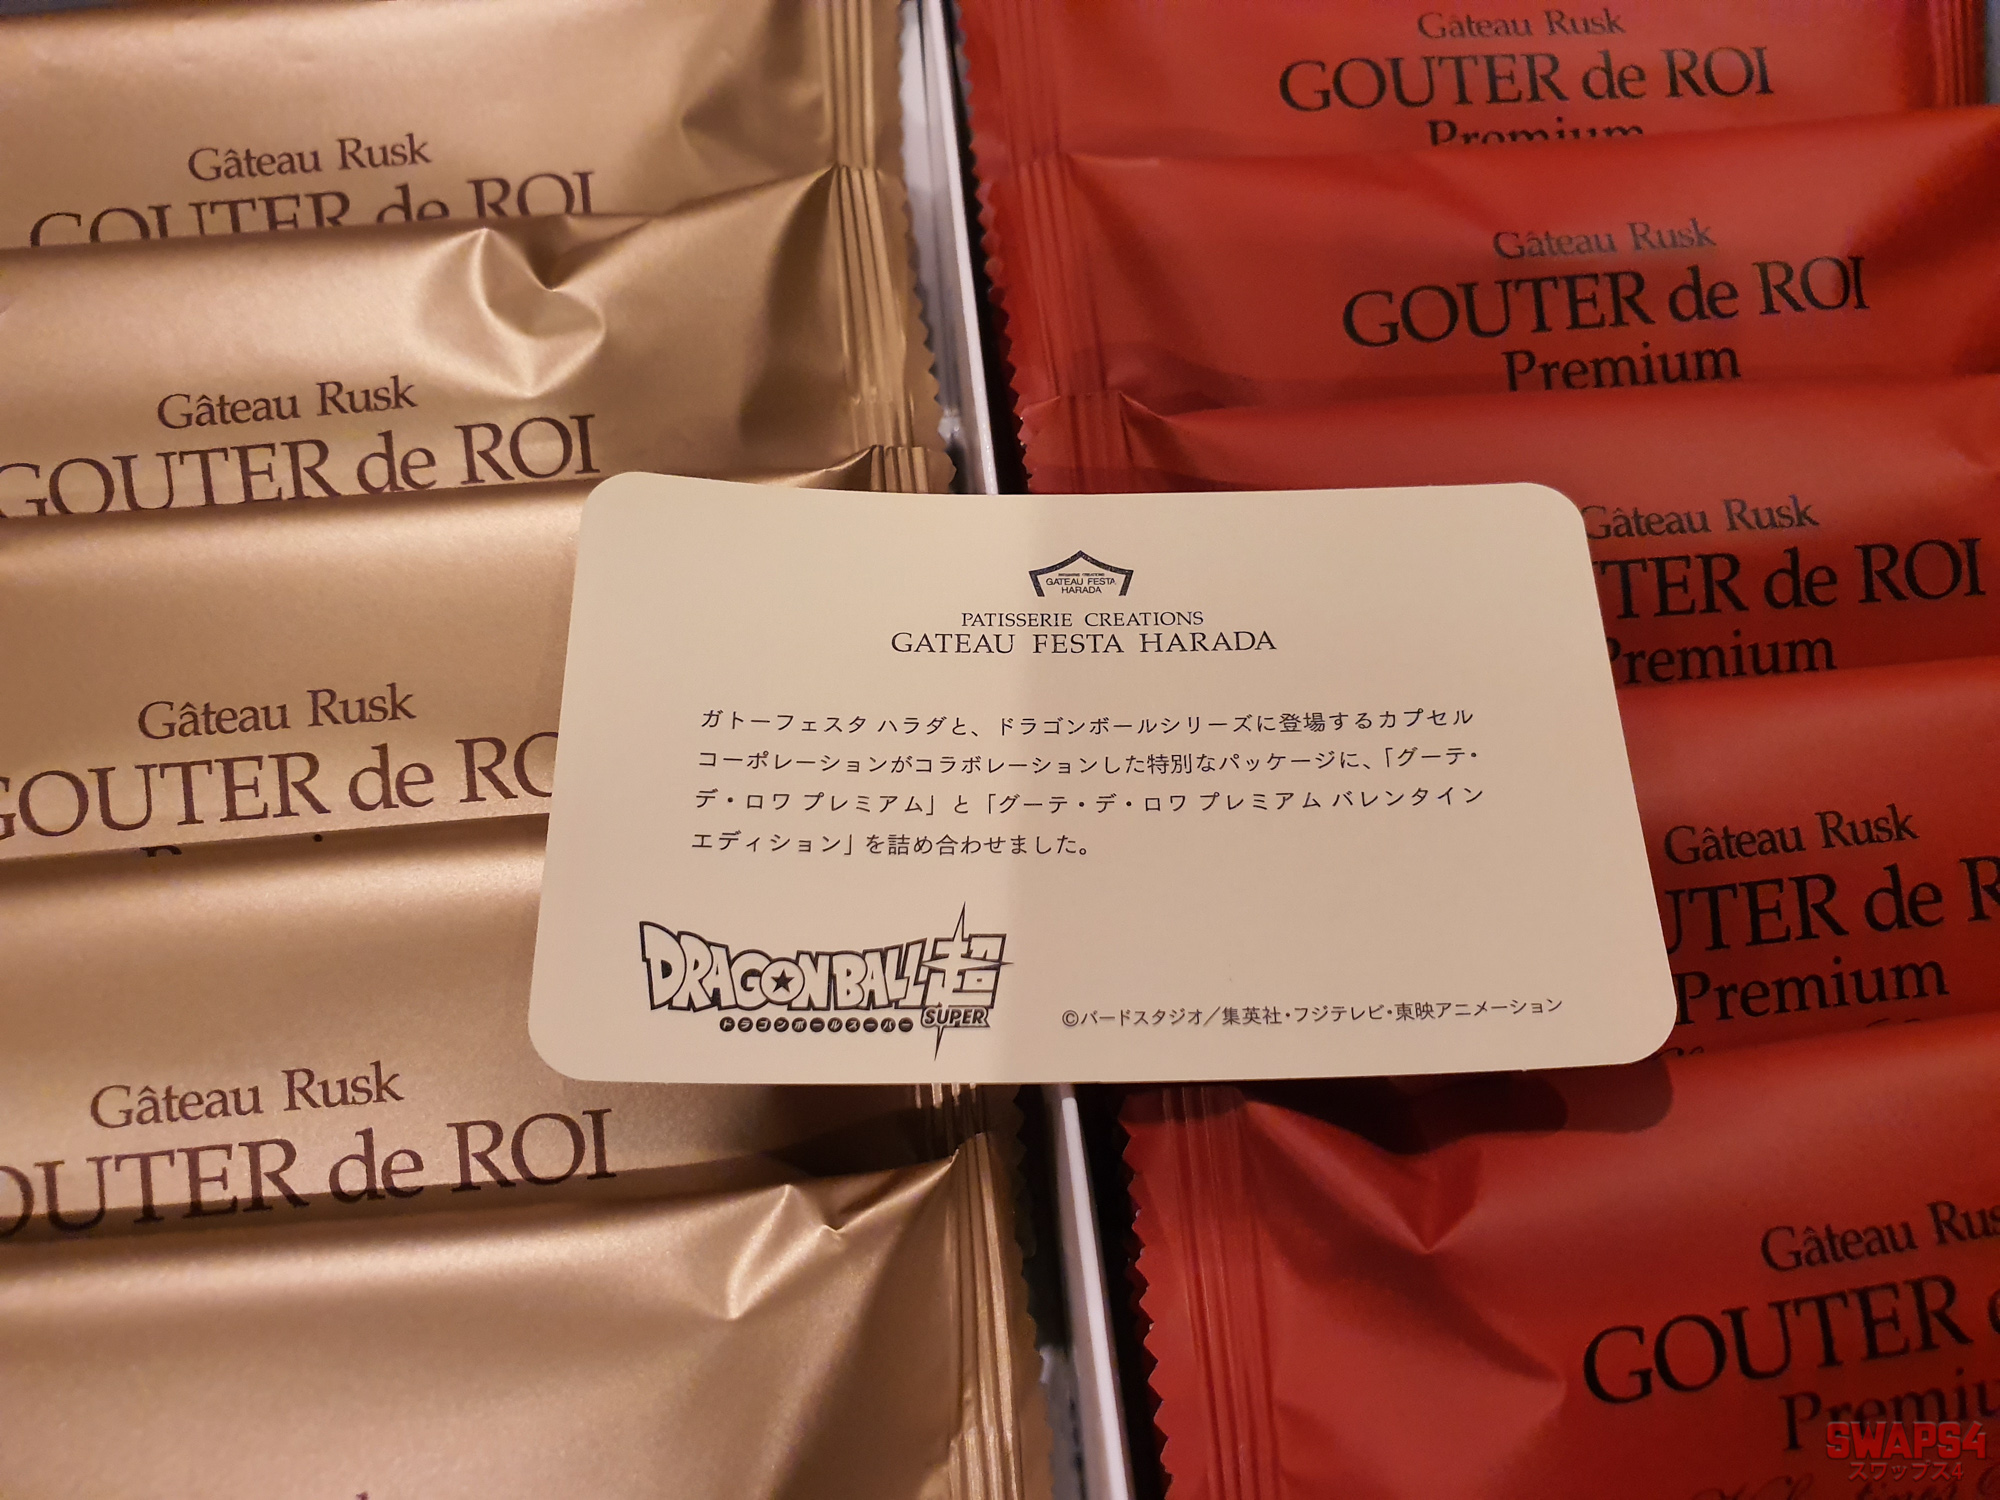 Gâteau Rusk
GOUTER de ROI
Gâteau Rusk
GOUTER de ROI
Gâteau Rusk
GOUTER de
Gâteau Rusk
GOUTER de ROI
Gâteau Rusk
GOUTER de ROI
Premium
Gâteau Rusk
GOUTER de ROI
Premium
Gâteau Rusk
de ROI
Premium
Gâteau Rusk
de
Premium
Gâteau
GOUTER
GATEAU FESTA
HARADA
PATISSERIE CREATIONS
GATEAU FESTA HARADA
ガトーフェスタ ハラダと、ドラゴンボールシリーズに登場するカプセル
コーポレーションがコラボレーションした特別なパッケージに、「グーテ・
デ・ロワ プレミアム」と「グーテ・デ・ロワ プレミアム バレンタイン
エディション」を詰め合わせました。
DRAGONBALL超
ドラゴンボールスーパー SUPER
©バードスタジオ／集英社・フジテレビ・東映アニメーション
SWAPS4
スワップス4